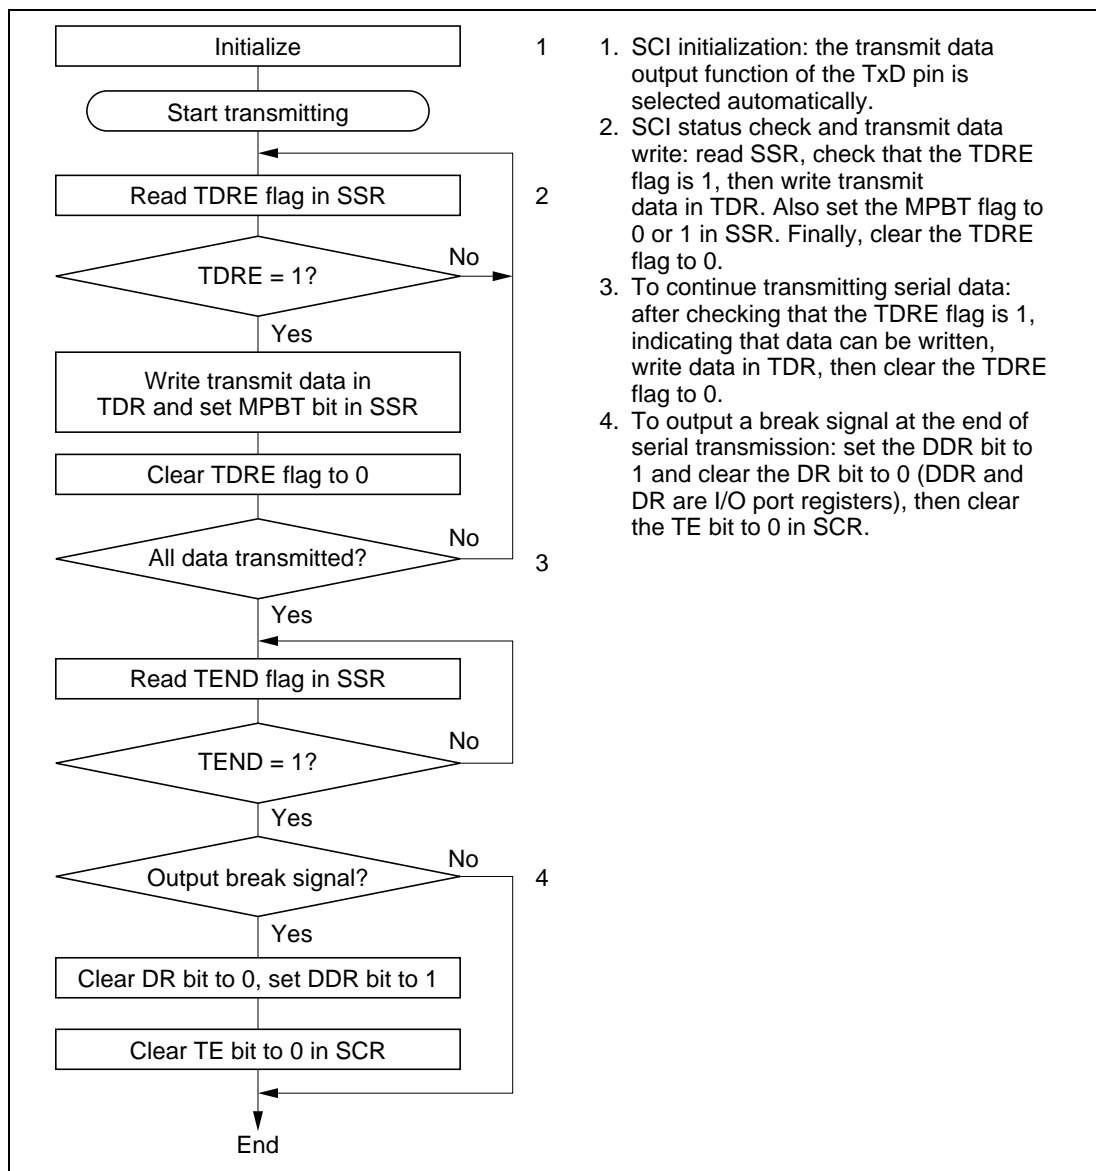 Initialize
1
Start transmitting
Read TDRE flag in SSR
2
TDRE = 1?
No
Yes
Write transmit data in
TDR and set MPBT bit in SSR
Clear TDRE flag to 0
All data transmitted?
No
3
Yes
Read TEND flag in SSR
TEND = 1?
No
Yes
Output break signal?
No
4
Yes
Clear DR bit to 0, set DDR bit to 1
Clear TE bit to 0 in SCR
End
1. SCI initialization: the transmit data
output function of the TxD pin is
selected automatically.
2. SCI status check and transmit data
write: read SSR, check that the TDRE
flag is 1, then write transmit
data in TDR. Also set the MPBT flag to
0 or 1 in SSR. Finally, clear the TDRE
flag to 0.
3. To continue transmitting serial data:
after checking that the TDRE flag is 1,
indicating that data can be written,
write data in TDR, then clear the TDRE
flag to 0.
4. To output a break signal at the end of
serial transmission: set the DDR bit to
1 and clear the DR bit to 0 (DDR and
DR are I/O port registers), then clear
the TE bit to 0 in SCR.